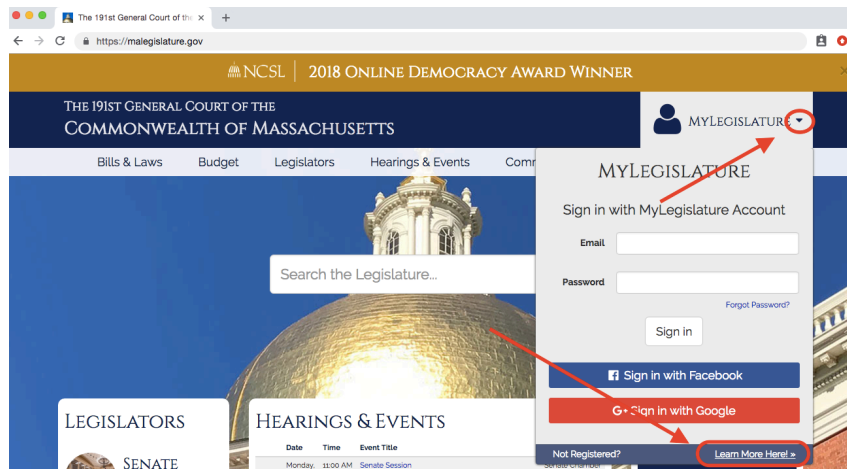 The 191st General Court of the
https://malegislature.gov
NCSL | 2018 Online Democracy Award Winner
The 191st General Court of the
Commonwealth of Massachusetts
MyLegislature
Bills & Laws Budget Legislators Hearings & Events Comm
MyLegislature
Sign in with MyLegislature Account
Email
Search the Legislature...
Password
Forgot Password?
Sign in
Sign in with Facebook
G+ Sign in with Google
Legislators
Hearings & Events
Date Time Event Title
Not Registered? Learn More Here! »
Senate
Monday, 11:00 AM Senate Session Senate Chamber